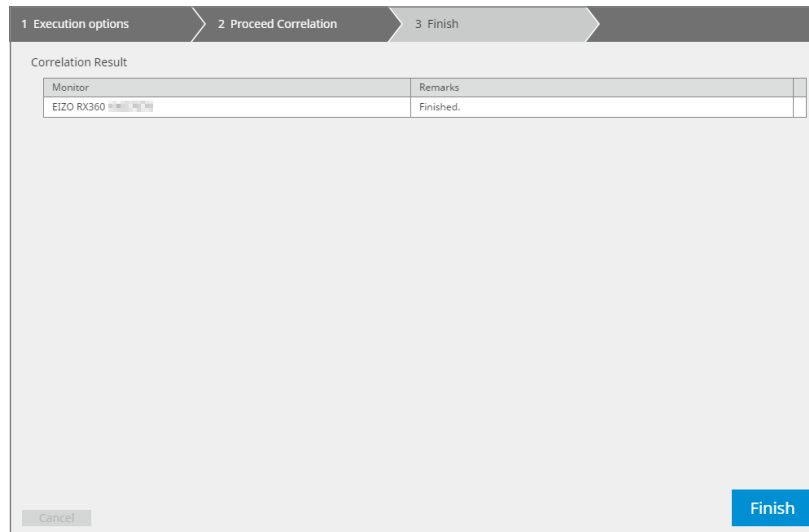 1 Execution options 2 Proceed Correlation 3 Finish
Correlation Result
Monitor Remarks
EIZO RX360 Finished.
Cancel Finish